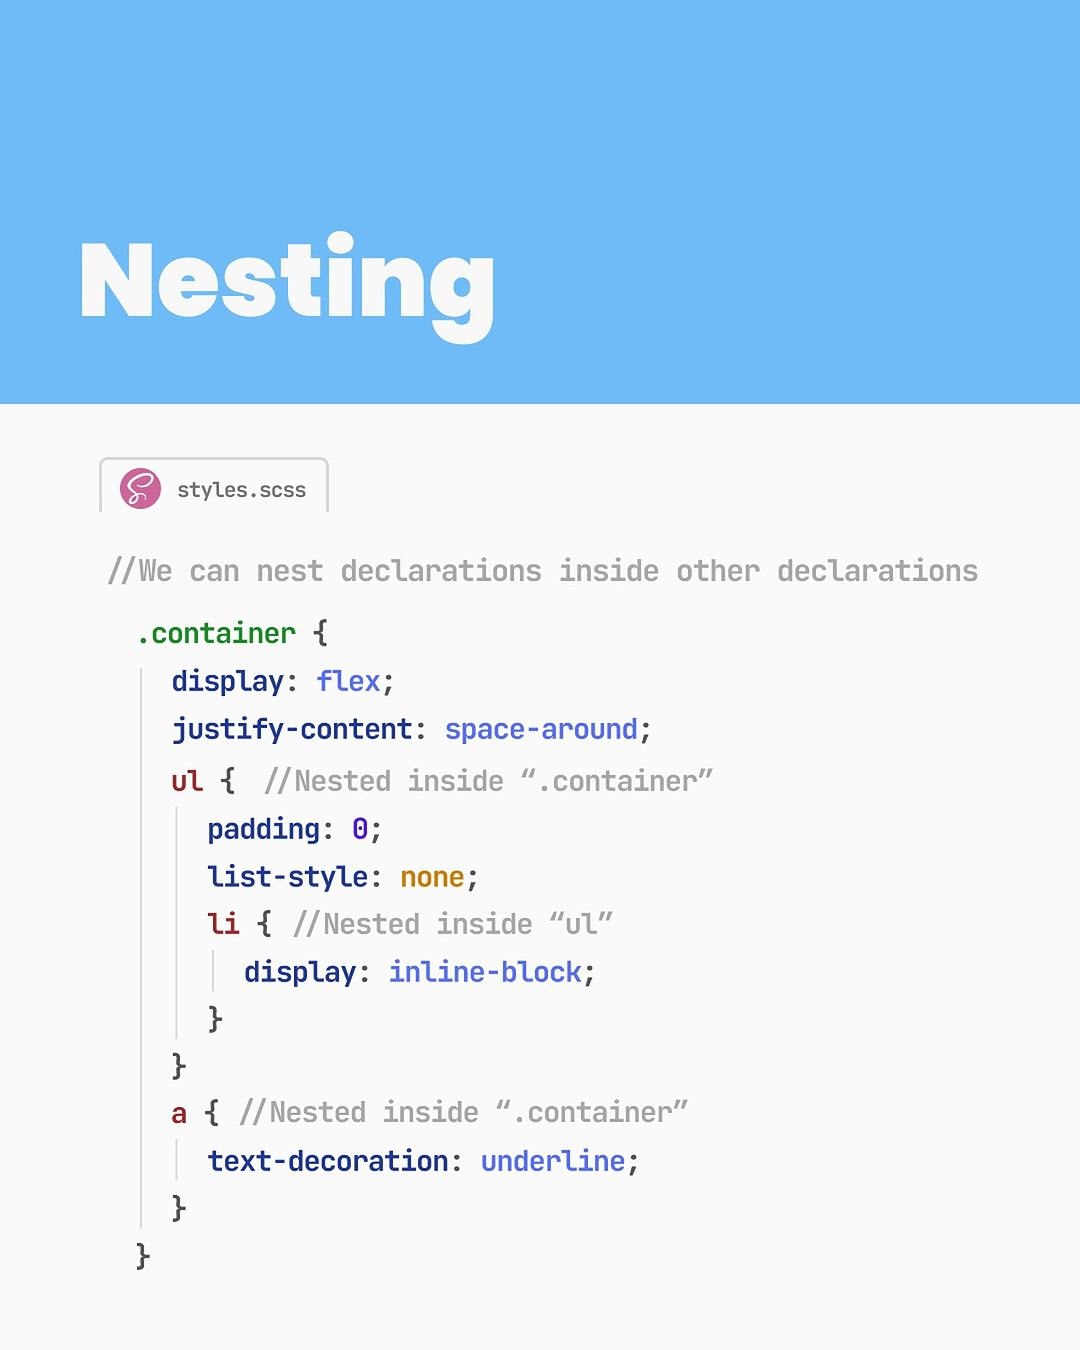 Nesting
styles.scss
//We can nest declarations inside other declarations
.container {
display: flex;
justify-content: space-around;
ul { //Nested inside “.container”
padding: 0;
list-style: none;
li { //Nested inside “ul”
display: inline-block;
}
}
a { //Nested inside “.container”
text-decoration: underline;
}
}